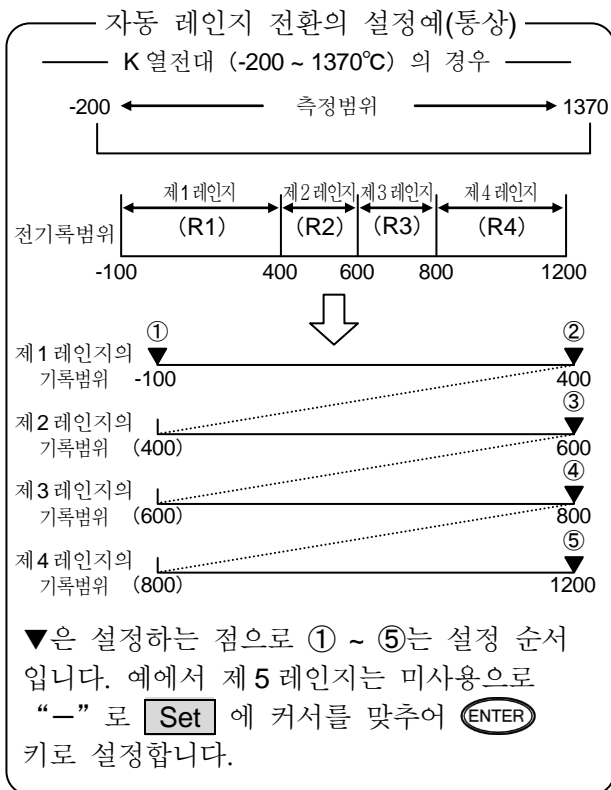 자동 레인지 전환의 설정예(통상)
K 열전대 (-200 ~ 1370℃) 의 경우
-200 측정범위 1370
제1레인지 제2레인지 제3레인지 제4레인지
전기록범위 (R1) (R2) (R3) (R4)
-100 400 600 800 1200
① ②
제1레인지의
기록범위 -100 400
③
제2레인지의
기록범위 (400) 600
④
제3레인지의
기록범위 (600) 800
⑤
제4레인지의
기록범위 (800) 1200
▼은 설정하는 점으로 ① ~ ⑤는 설정 순서
입니다. 예에서 제 5 레인지는 미사용으로
“—” 로 Set 에 커서를 맞추어 ENTER
키로 설정합니다.